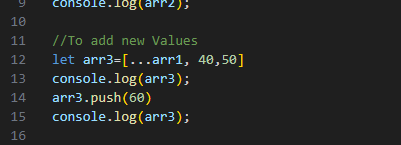 9 console.log(arr2);
10
11 //To add new Values
12 let arr3=[...arr1, 40,50]
13 console.log(arr3);
14 arr3.push(60)
15 console.log(arr3);
16